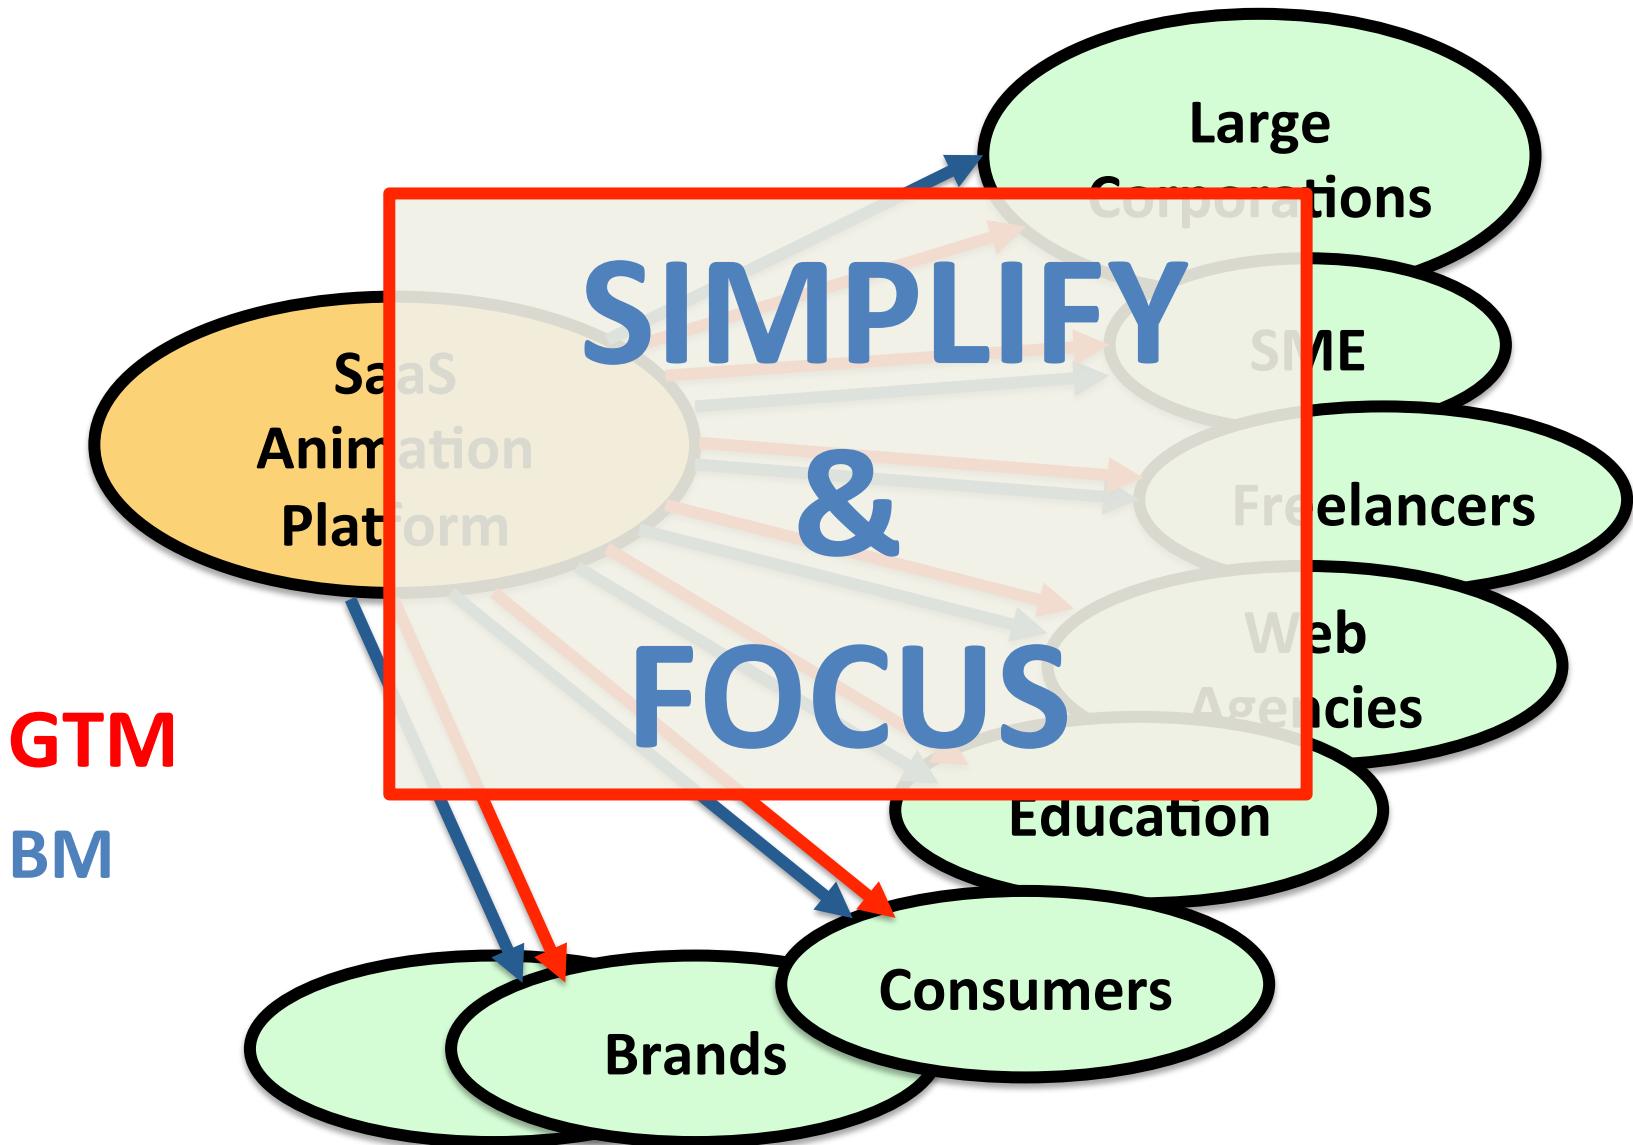 Large
Corporations
SIMPLIFY
SME
SaaS
Animation
Platform
&
Freelancers
Web
Agencies
FOCUS
GTM
Education
BM
Consumers
Brands